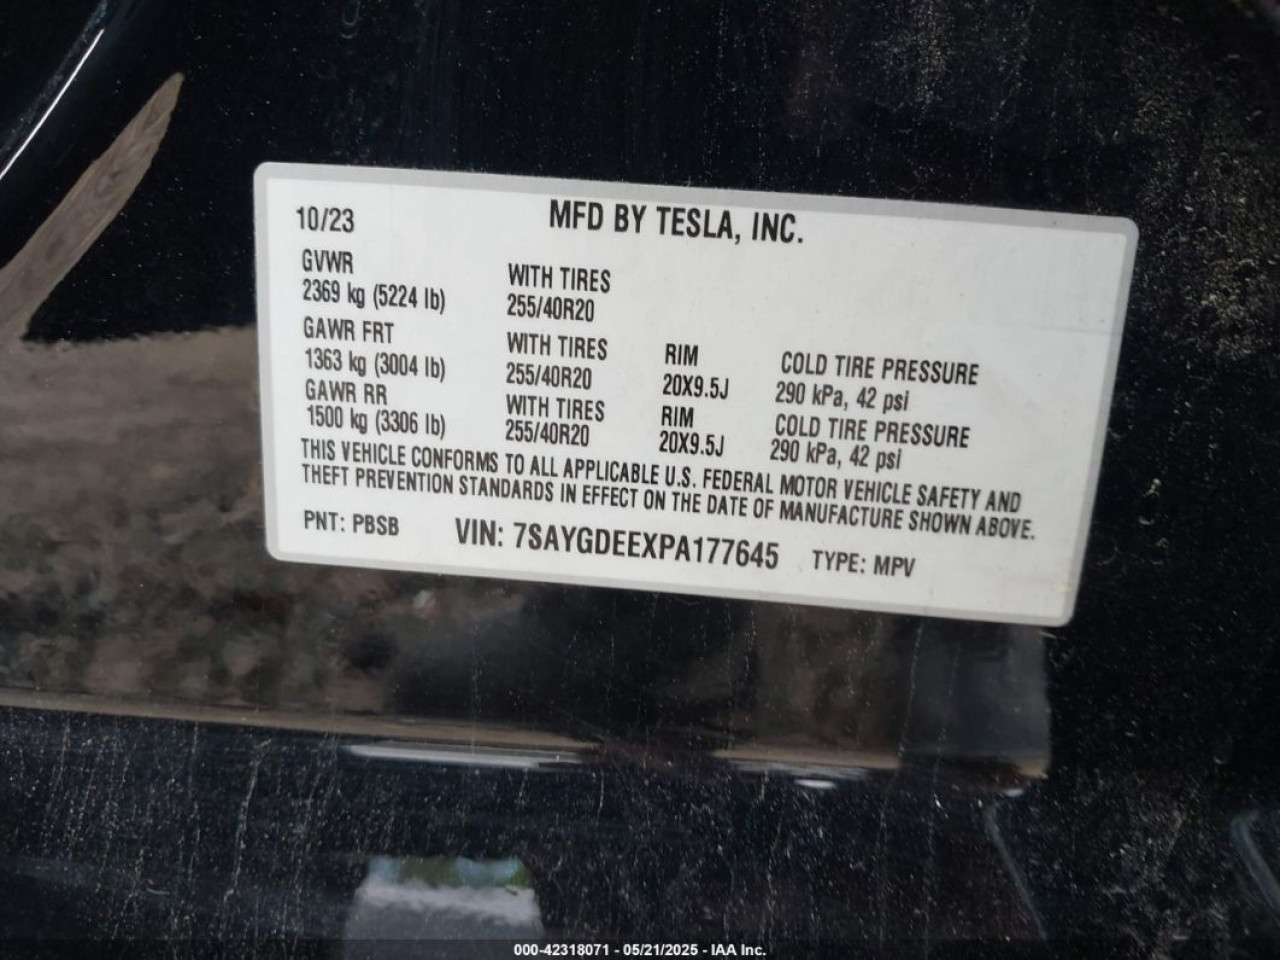 10/23 MFD BY TESLA, INC.
GVWR WITH TIRES
2369 kg (5224 lb) 255/40R20
GAWR FRT WITH TIRES RIM COLD TIRE PRESSURE
1363 kg (3004 lb) 255/40R20 20X9.5J 290 kPa, 42 psi
GAWR RR WITH TIRES RIM COLD TIRE PRESSURE
1500 kg (3306 lb) 255/40R20 20X9.5J 290 kPa, 42 psi
THIS VEHICLE CONFORMS TO ALL APPLICABLE U.S. FEDERAL MOTOR VEHICLE SAFETY AND
THEFT PREVENTION STANDARDS IN EFFECT ON THE DATE OF MANUFACTURE SHOWN ABOVE.
PNT: PBSB VIN: 7SAYGDEEXPA177645 TYPE: MPV
000-42318071 - 05/21/2025 - IAA Inc.